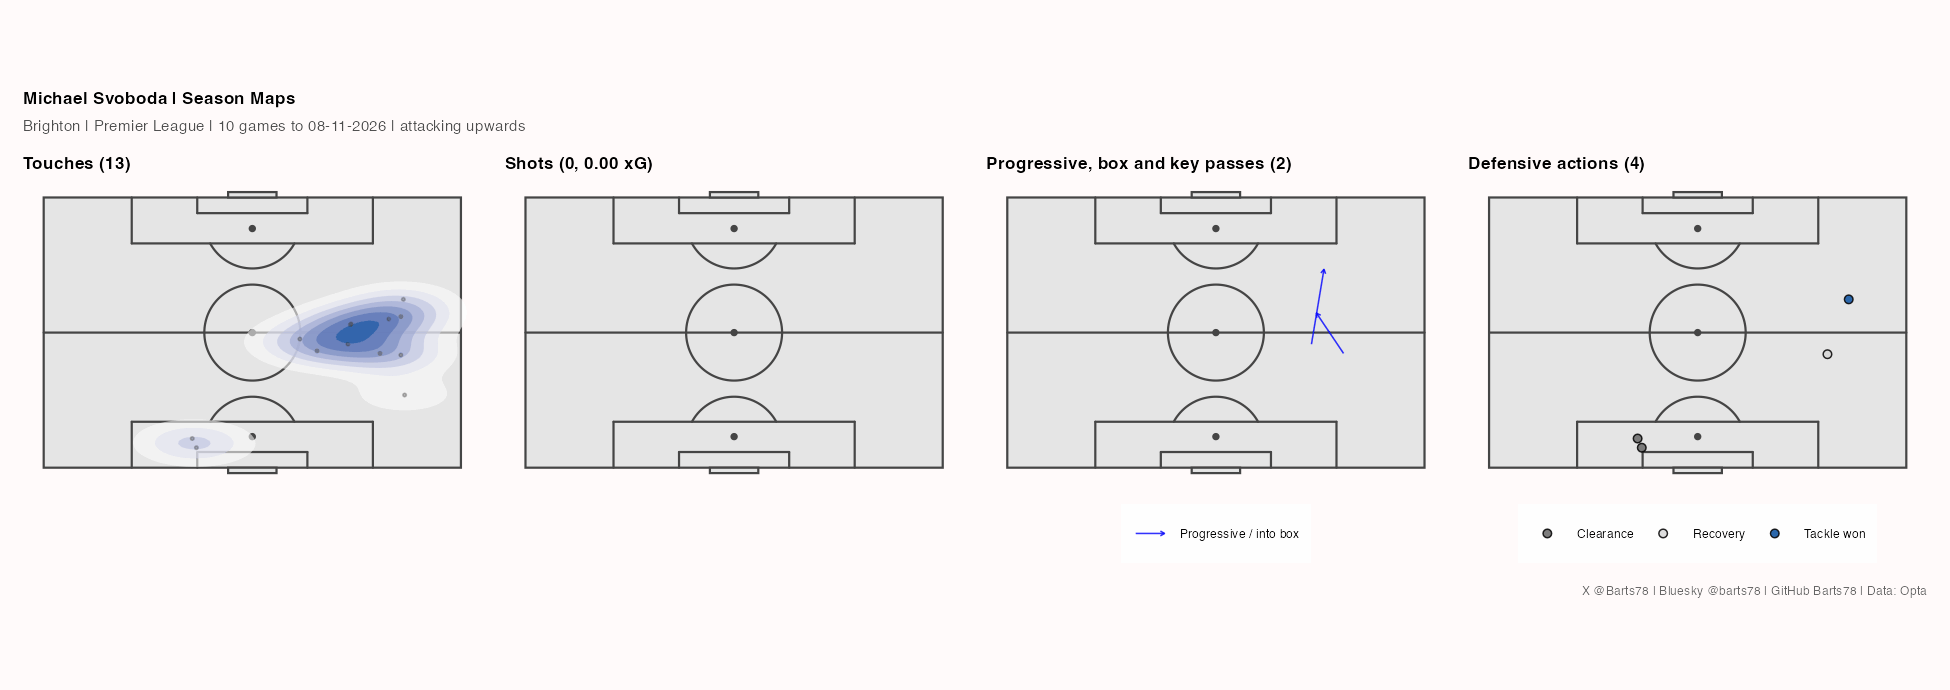 Michael Svoboda | Season Maps
Brighton | Premier League | 10 games to 08-11-2026 | attacking upwards
Touches (13)
Shots (0, 0.00 xG)
Progressive, box and key passes (2)
Defensive actions (4)
Progressive / into box
Clearance
Recovery
Tackle won
X @Barts78 | Bluesky @barts78 | GitHub Barts78 | Data: Opta